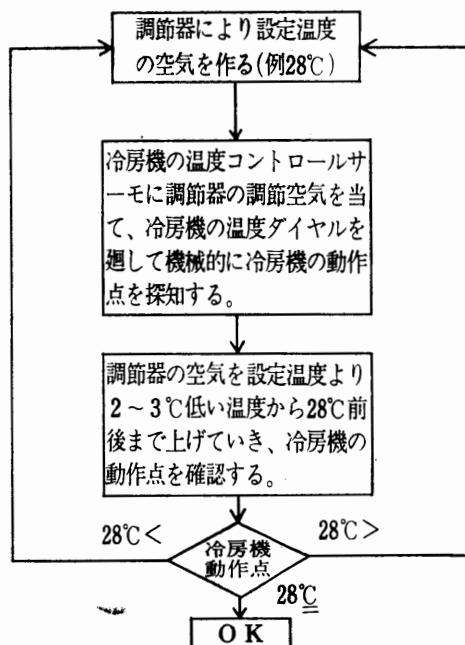 調節器により設定温度
の空気を作る(例28℃)
冷房機の温度コントロールサ
ーモに調節器の調節空気を当
て、冷房機の温度ダイヤルを
廻して機械的に冷房機の動作
点を探知する。
調節器の空気を設定温度より
2～3℃低い温度から28℃前
後まで上げていき、冷房機の
動作点を確認する。
28℃＜
冷房機
動作点
28℃＞
28℃
OK